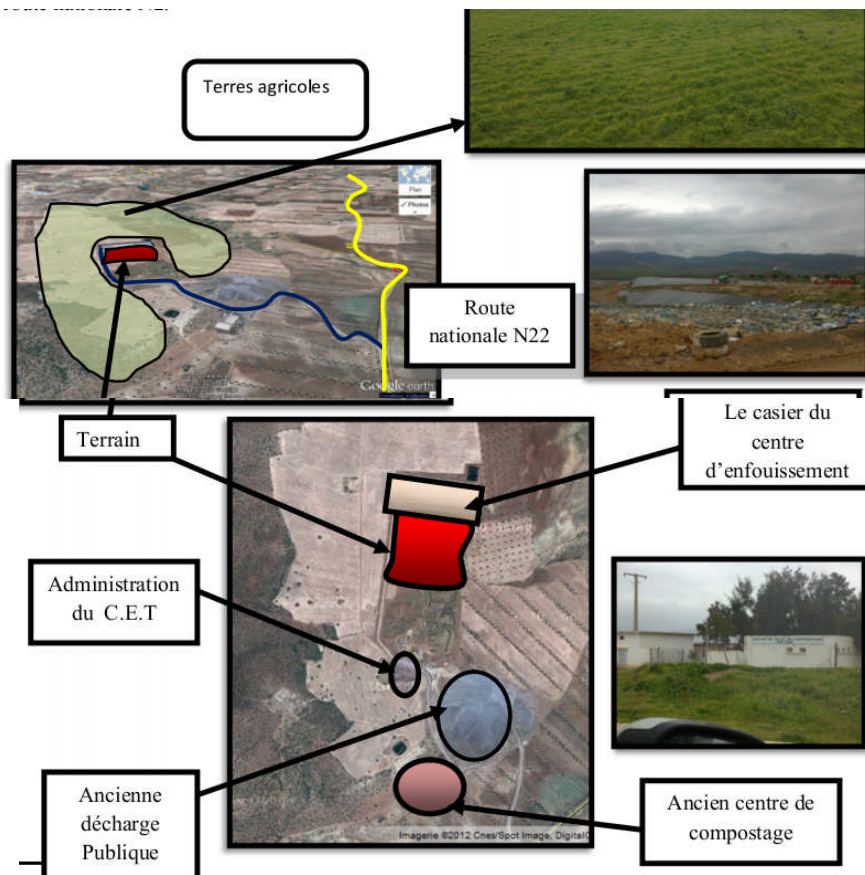 Terres agricoles
Plan
Photos
Google earth
Route
nationale N22
Terrain
Le casier du
centre
d'enfouissement
Administration
du C.E.T
Ancienne
décharge
Publique
Ancien centre de
compostage
Imagerie ©2012 Cnes/Spot Image, DigitalG